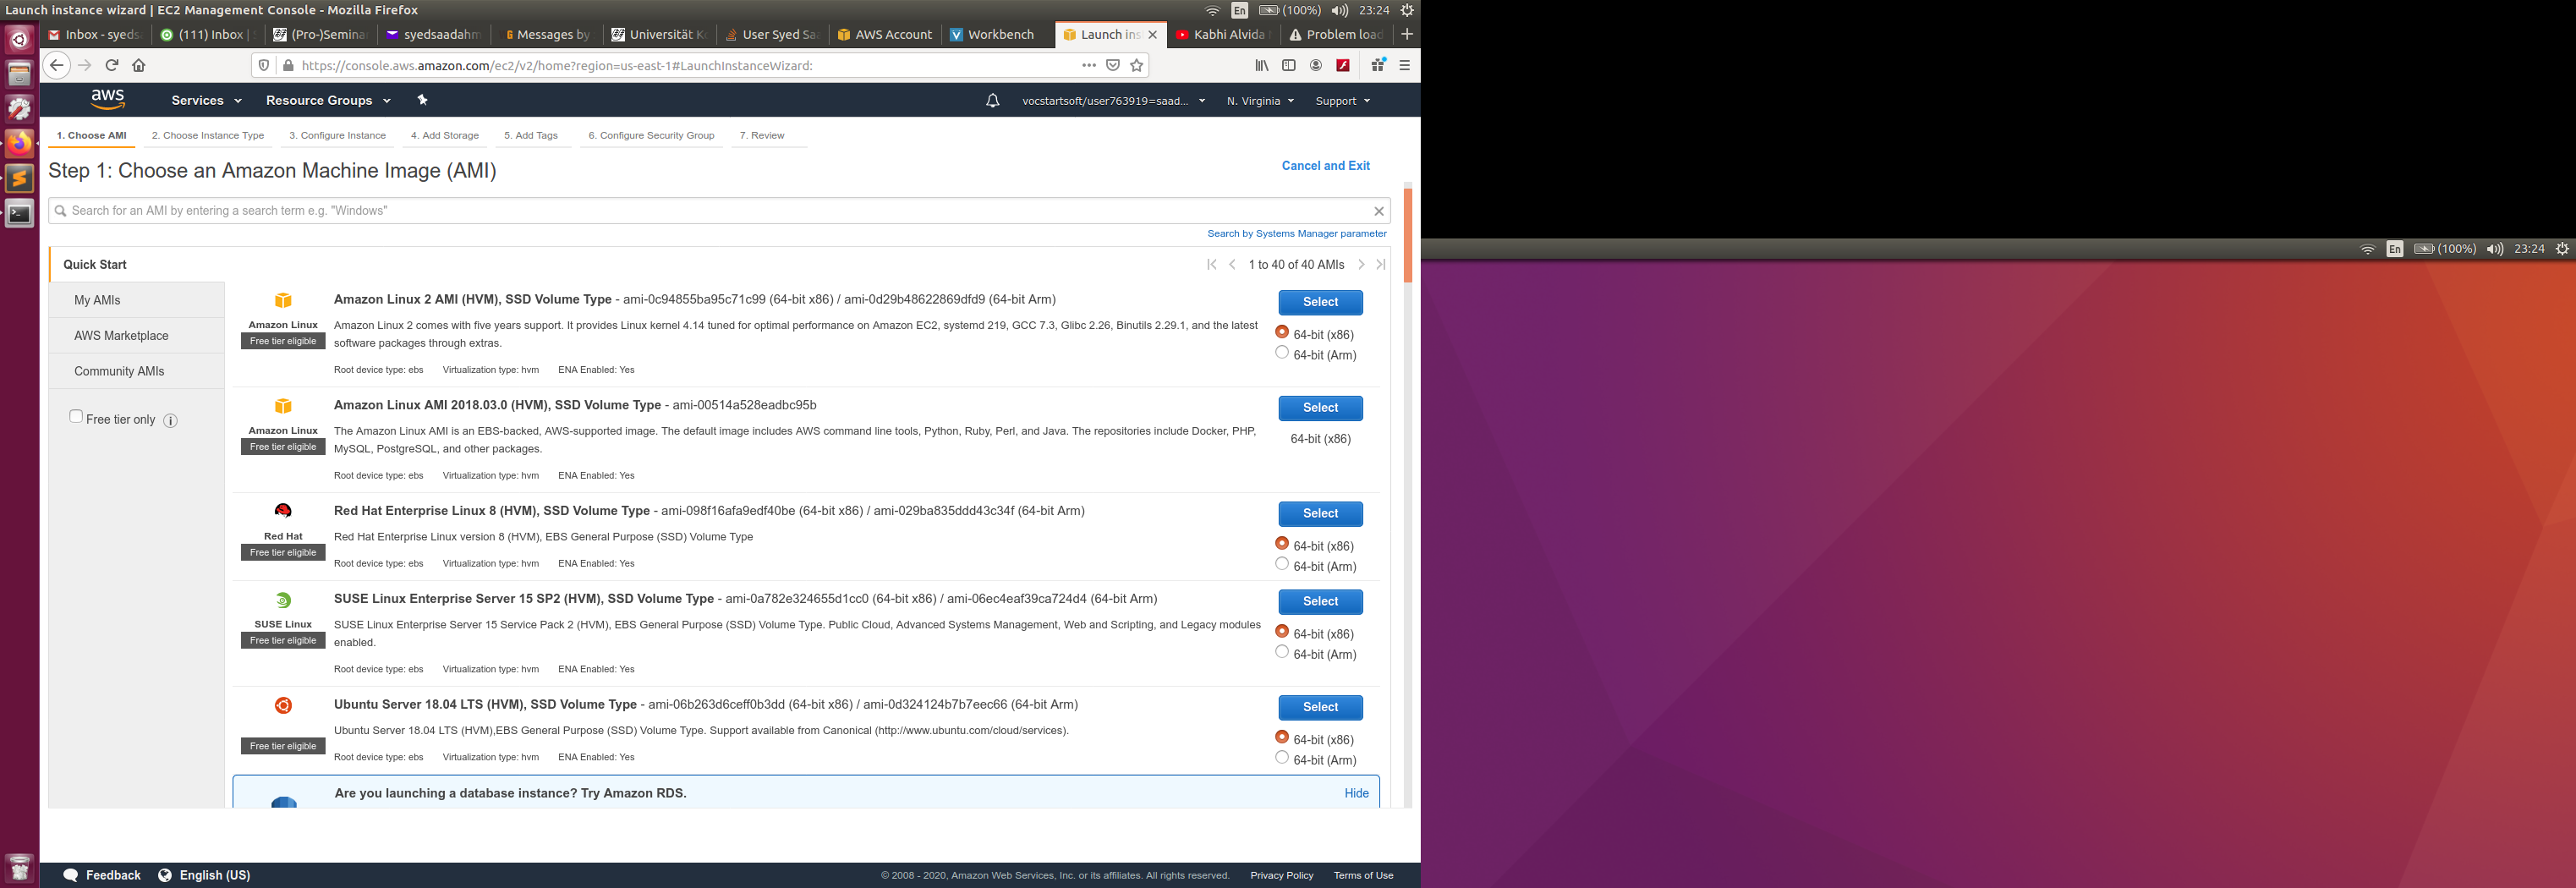 Launch instance wizard | EC2 Management Console - Mozilla Firefox
En (100%) 23:24
Inbox - syeds (111) Inbox | (Pro-)Semina syedsaadahm Messages by Universität K User Syed Sa AWS Account Workbench Launch ins Kabhi Alvida Problem load
https://console.aws.amazon.com/ec2/v2/home?region=us-east-1#LaunchInstanceWizard:
aws Services Resource Groups vocstartsoft/user763919=saad... N. Virginia Support
1. Choose AMI 2. Choose Instance Type 3. Configure Instance 4. Add Storage 5. Add Tags 6. Configure Security Group 7. Review
Step 1: Choose an Amazon Machine Image (AMI)
Cancel and Exit
Search for an AMI by entering a search term e.g. "Windows"
Search by Systems Manager parameter
Quick Start
1 to 40 of 40 AMIs
My AMIs
AWS Marketplace
Community AMIs
Free tier only
Amazon Linux
Free tier eligible
Amazon Linux 2 AMI (HVM), SSD Volume Type - ami-0c94855ba95c71c99 (64-bit x86) / ami-0d29b48622869dfd9 (64-bit Arm)
Amazon Linux 2 comes with five years support. It provides Linux kernel 4.14 tuned for optimal performance on Amazon EC2, systemd 219, GCC 7.3, Glibc 2.26, Binutils 2.29.1, and the latest
software packages through extras.
Root device type: ebs Virtualization type: hvm ENA Enabled: Yes
Select
64-bit (x86)
64-bit (Arm)
Amazon Linux
Free tier eligible
Amazon Linux AMI 2018.03.0 (HVM), SSD Volume Type - ami-00514a528eadbc95b
The Amazon Linux AMI is an EBS-backed, AWS-supported image. The default image includes AWS command line tools, Python, Ruby, Perl, and Java. The repositories include Docker, PHP,
MySQL, PostgreSQL, and other packages.
Root device type: ebs Virtualization type: hvm ENA Enabled: Yes
Select
64-bit (x86)
Red Hat
Free tier eligible
Red Hat Enterprise Linux 8 (HVM), SSD Volume Type - ami-098f16afa9edf40be (64-bit x86) / ami-029ba835ddd43c34f (64-bit Arm)
Red Hat Enterprise Linux version 8 (HVM), EBS General Purpose (SSD) Volume Type
Root device type: ebs Virtualization type: hvm ENA Enabled: Yes
Select
64-bit (x86)
64-bit (Arm)
SUSE Linux
Free tier eligible
SUSE Linux Enterprise Server 15 SP2 (HVM), SSD Volume Type - ami-0a782e324655d1cc0 (64-bit x86) / ami-06ec4eaf39ca724d4 (64-bit Arm)
SUSE Linux Enterprise Server 15 Service Pack 2 (HVM), EBS General Purpose (SSD) Volume Type. Public Cloud, Advanced Systems Management, Web and Scripting, and Legacy modules
enabled.
Root device type: ebs Virtualization type: hvm ENA Enabled: Yes
Select
64-bit (x86)
64-bit (Arm)
Free tier eligible
Ubuntu Server 18.04 LTS (HVM), SSD Volume Type - ami-06b263d6ceff0b3dd (64-bit x86) / ami-0d324124b7b7eec66 (64-bit Arm)
Ubuntu Server 18.04 LTS (HVM),EBS General Purpose (SSD) Volume Type. Support available from Canonical (http://www.ubuntu.com/cloud/services).
Root device type: ebs Virtualization type: hvm ENA Enabled: Yes
Select
64-bit (x86)
64-bit (Arm)
Are you launching a database instance? Try Amazon RDS.
Hide
Feedback English (US)
© 2008 - 2020, Amazon Web Services, Inc. or its affiliates. All rights reserved. Privacy Policy Terms of Use
En (100%) 23:24